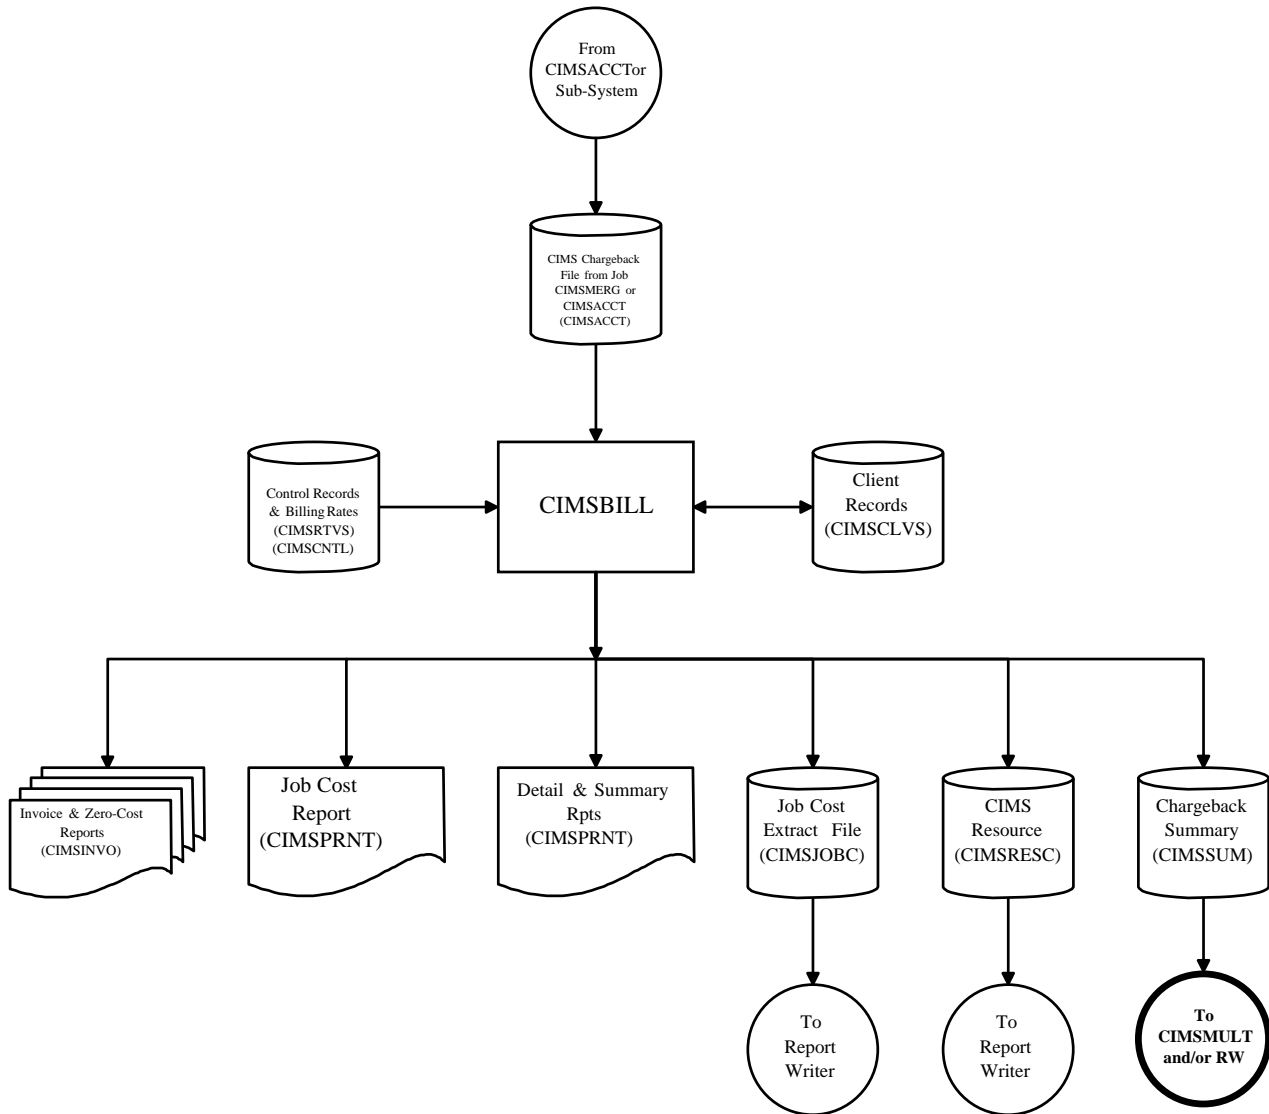 From
CIMSACCTor
Sub-System
CIMS Chargeback
File from Job
CIMSMERG or
CIMSACCT
(CIMSACCT)
Control Records
& Billing Rates
(CIMSRTVS)
(CIMSCNTL)
CIMSBILL
Client
Records
(CIMSCLVS)
Invoice & Zero-Cost
Reports
(CIMSINVO)
Job Cost
Report
(CIMSPRNT)
Detail & Summary
Rpts
(CIMSPRNT)
Job Cost
Extract File
(CIMSJOBC)
CIMS
Resource
(CIMSRESC)
Chargeback
Summary
(CIMSSUM)
To
Report
Writer
To
Report
Writer
To
CIMSMULT
and/or RW